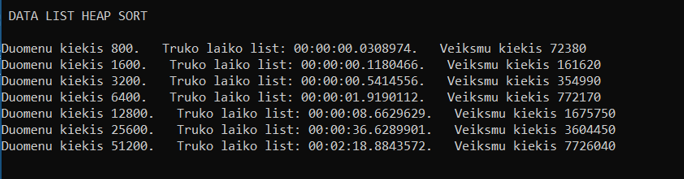 DATA LIST HEAP SORT
Duomenu kiekis 800. Truko laiko list: 00:00:00.0308974. Veiksmu kiekis 72380
Duomenu kiekis 1600. Truko laiko list: 00:00:00.1180466. Veiksmu kiekis 161620
Duomenu kiekis 3200. Truko laiko list: 00:00:00.5414556. Veiksmu kiekis 354990
Duomenu kiekis 6400. Truko laiko list: 00:00:01.9190112. Veiksmu kiekis 772170
Duomenu kiekis 12800. Truko laiko list: 00:00:08.6629629. Veiksmu kiekis 1675750
Duomenu kiekis 25600. Truko laiko list: 00:00:36.6289901. Veiksmu kiekis 3604450
Duomenu kiekis 51200. Truko laiko list: 00:02:18.8843572. Veiksmu kiekis 7726040